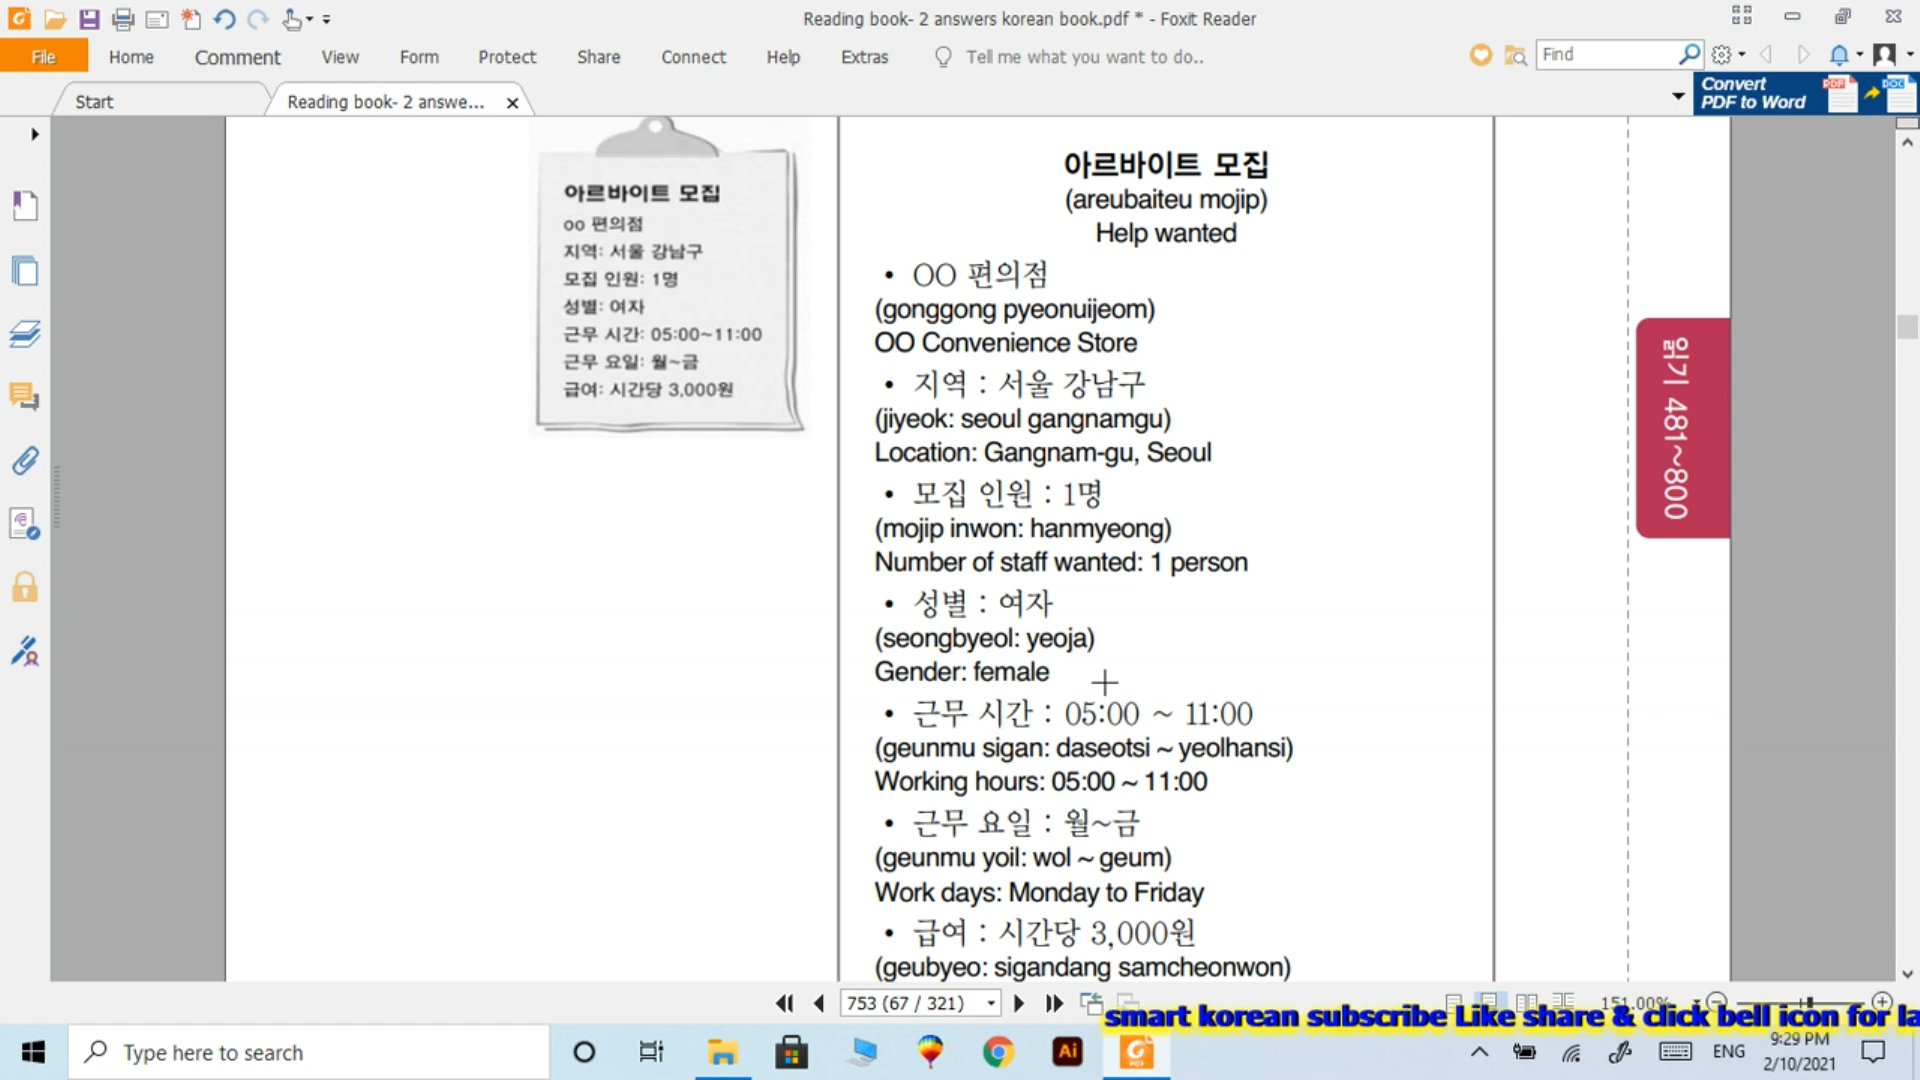 Reading book- 2 answers korean book.pdf * - Foxit Reader
File Home Comment View Form Protect Share Connect Help Extras Tell me what you want to do.. Find
Start Reading book- 2 answe...
Convert
PDF to Word
PDF DOC
아르바이트 모집
oo 편의점
지역: 서울 강남구
모집 인원: 1명
성별: 여자
근무 시간: 05:00~11:00
근무 요일: 월~금
급여: 시간당 3,000원
아르바이트 모집
(areubaiteu mojip)
Help wanted
• OO 편의점
(gonggong pyeonuijeom)
OO Convenience Store
• 지역 : 서울 강남구
(jiyeok: seoul gangnamgu)
Location: Gangnam-gu, Seoul
• 모집 인원 : 1명
(mojip inwon: hanmyeong)
Number of staff wanted: 1 person
• 성별 : 여자
(seongbyeol: yeoja)
Gender: female
• 근무 시간 : 05:00 ~ 11:00
(geunmu sigan: daseotsi ~ yeolhansi)
Working hours: 05:00 ~ 11:00
• 근무 요일 : 월~금
(geunmu yoil: wol ~ geum)
Work days: Monday to Friday
• 급여 : 시간당 3,000원
(geubyeo: sigandang samcheonwon)
읽기 481~800
753 (67 / 321)
151.00%
smart korean subscribe Like share & click bell icon for la
Type here to search
Ai
ENG
9:29 PM
2/10/2021